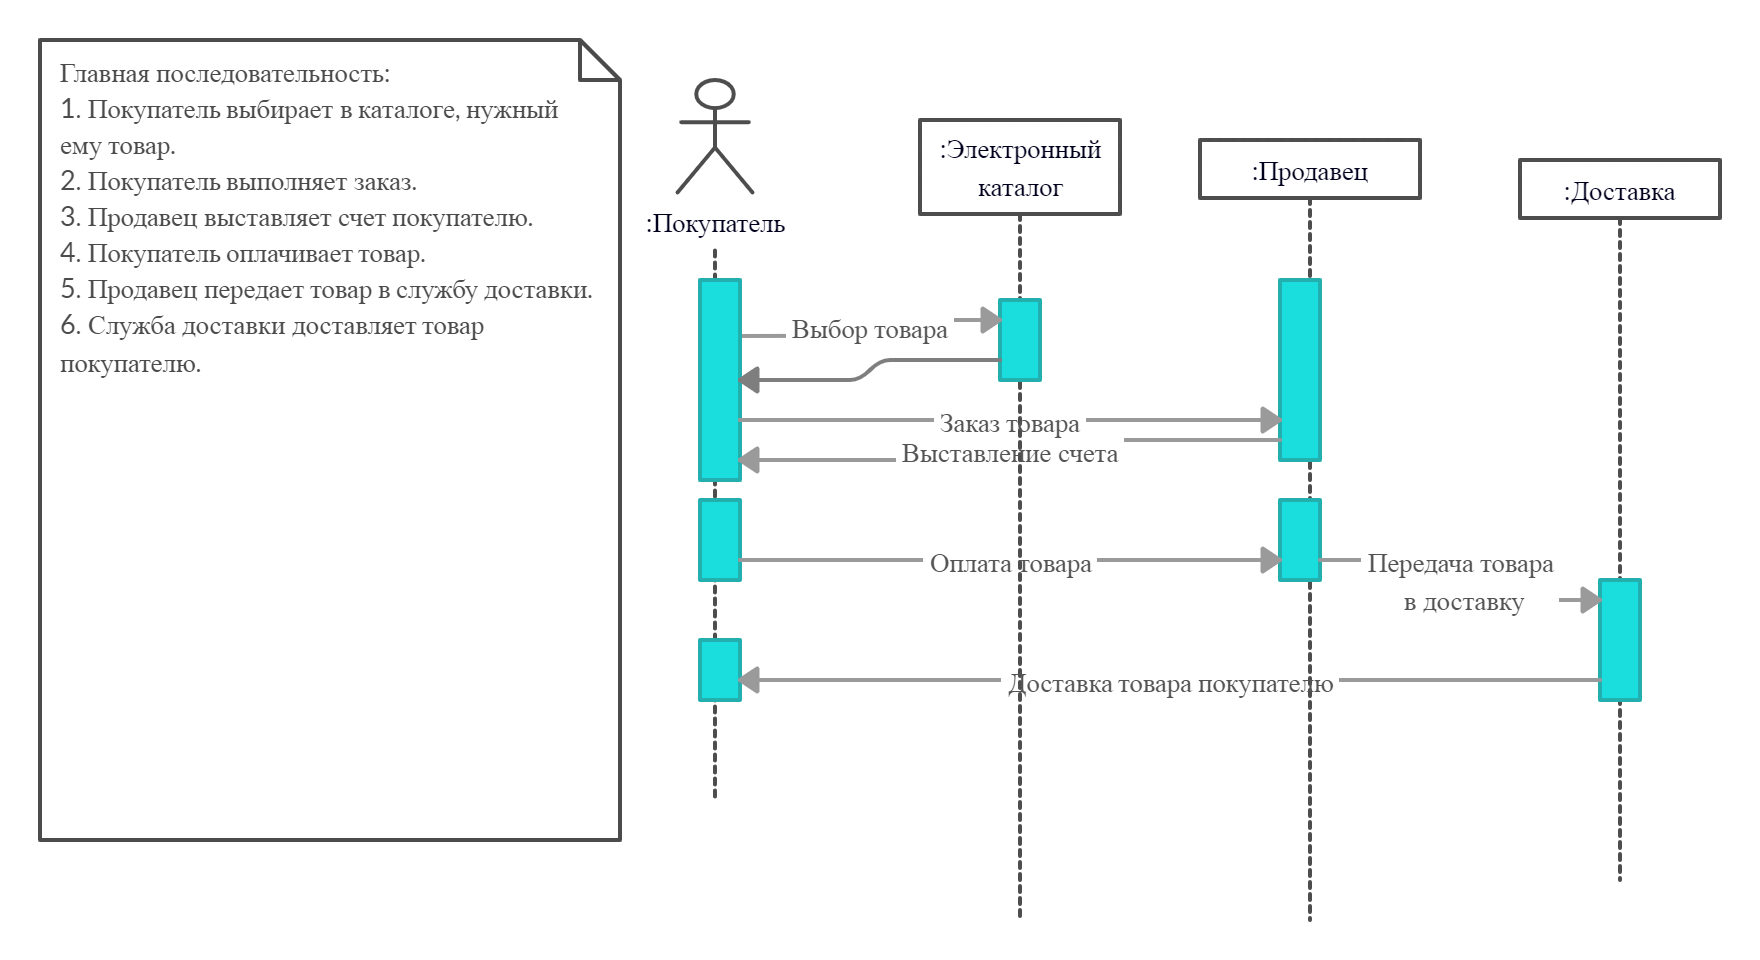 Главная последовательность:
1. Покупатель выбирает в каталоге, нужный
ему товар.
2. Покупатель выполняет заказ.
3. Продавец выставляет счет покупателю.
4. Покупатель оплачивает товар.
5. Продавец передает товар в службу доставки.
6. Служба доставки доставляет товар
покупателю.
:Покупатель
:Электронный
каталог
:Продавец
:Доставка
Выбор товара
Заказ товара
Выставление счета
Оплата товара
Передача товара
в доставку
Доставка товара покупателю